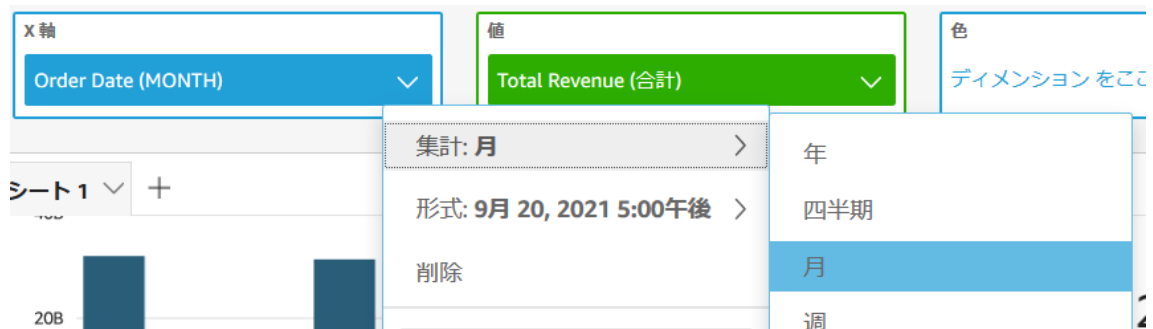 X 軸
値
色
Order Date (MONTH)
Total Revenue (合計)
ディメンション をここ
集計: 月
年
シート 1
形式: 9月 20, 2021 5:00午後
四半期
削除
月
20B
週